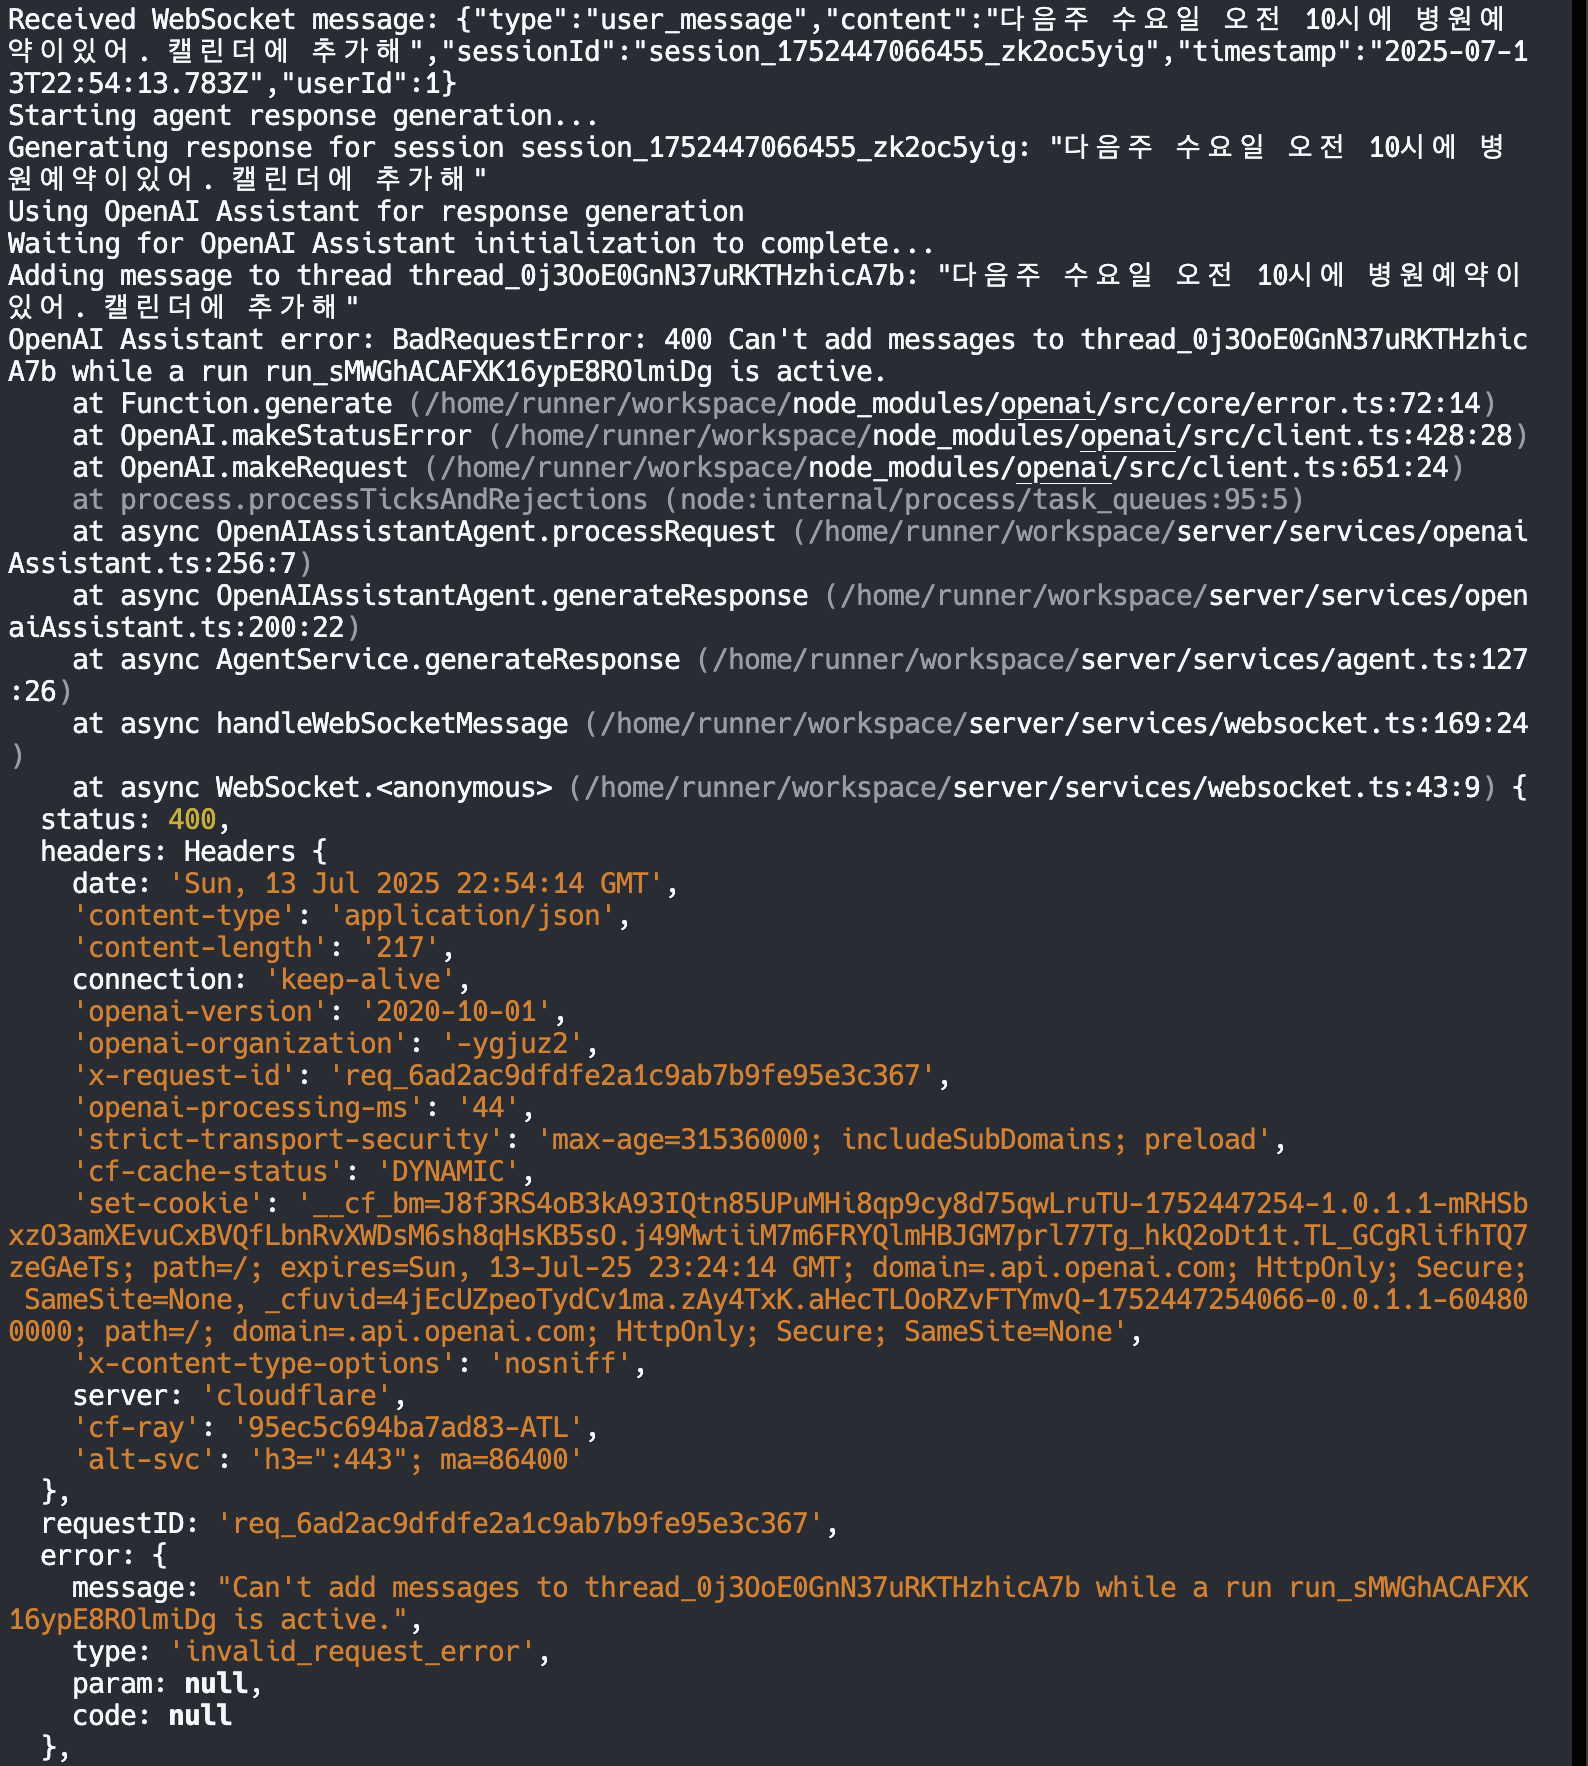 Received WebSocket message: {"type":"user_message","content":"다음주 수요일 오전 10시에 병원예
약이있어. 캘린더에 추가해","sessionId":"session_1752447066455_zk2oc5yig","timestamp":"2025-07-1
3T22:54:13.783Z","userId":1}
Starting agent response generation...
Generating response for session session_1752447066455_zk2oc5yig: "다음주 수요일 오전 10시에 병
원예약이있어. 캘린더에 추가해"
Using OpenAI Assistant for response generation
Waiting for OpenAI Assistant initialization to complete...
Adding message to thread thread_0j3OoE0GnN37uRKTHzhicA7b: "다음주 수요일 오전 10시에 병원예약이
있어. 캘린더에 추가해"
OpenAI Assistant error: BadRequestError: 400 Can't add messages to thread_0j3OoE0GnN37uRKTHzhic
A7b while a run run_sMWGhACAFXK16ypE8ROlmiDg is active.
    at Function.generate (/home/runner/workspace/node_modules/openai/src/core/error.ts:72:14)
    at OpenAI.makeStatusError (/home/runner/workspace/node_modules/openai/src/client.ts:428:28)
    at OpenAI.makeRequest (/home/runner/workspace/node_modules/openai/src/client.ts:651:24)
    at process.processTicksAndRejections (node:internal/process/task_queues:95:5)
    at async OpenAIAssistantAgent.processRequest (/home/runner/workspace/server/services/openai
Assistant.ts:256:7)
    at async OpenAIAssistantAgent.generateResponse (/home/runner/workspace/server/services/open
aiAssistant.ts:200:22)
    at async AgentService.generateResponse (/home/runner/workspace/server/services/agent.ts:127
:26)
    at async handleWebSocketMessage (/home/runner/workspace/server/services/websocket.ts:169:24
)
    at async WebSocket.<anonymous> (/home/runner/workspace/server/services/websocket.ts:43:9) {
  status: 400,
  headers: Headers {
    date: 'Sun, 13 Jul 2025 22:54:14 GMT',
    'content-type': 'application/json',
    'content-length': '217',
    connection: 'keep-alive',
    'openai-version': '2020-10-01',
    'openai-organization': '-ygjuz2',
    'x-request-id': 'req_6ad2ac9dfdfe2a1c9ab7b9fe95e3c367',
    'openai-processing-ms': '44',
    'strict-transport-security': 'max-age=31536000; includeSubDomains; preload',
    'cf-cache-status': 'DYNAMIC',
    'set-cookie': '__cf_bm=J8f3RS4oB3kA93IQtn85UPuMHi8qp9cy8d75qwLruTU-1752447254-1.0.1.1-mRHSb
xzO3amXEvuCxBVQfLbnRvXWDsM6sh8qHsKB5sO.j49MwtiiM7m6FRYQlmHBJGM7prl77Tg_hkQ2oDt1t.TL_GCgRlifhTQ7
zeGAeTs; path=/; expires=Sun, 13-Jul-25 23:24:14 GMT; domain=.api.openai.com; HttpOnly; Secure;
 SameSite=None, _cfuvid=4jEcUZpeoTydCv1ma.zAy4TxK.aHecTLOoRZvFTYmvQ-1752447254066-0.0.1.1-60480
0000; path=/; domain=.api.openai.com; HttpOnly; Secure; SameSite=None',
    'x-content-type-options': 'nosniff',
    server: 'cloudflare',
    'cf-ray': '95ec5c694ba7ad83-ATL',
    'alt-svc': 'h3=":443"; ma=86400'
  },
  requestID: 'req_6ad2ac9dfdfe2a1c9ab7b9fe95e3c367',
  error: {
    message: "Can't add messages to thread_0j3OoE0GnN37uRKTHzhicA7b while a run run_sMWGhACAFXK
16ypE8ROlmiDg is active.",
    type: 'invalid_request_error',
    param: null,
    code: null
  },